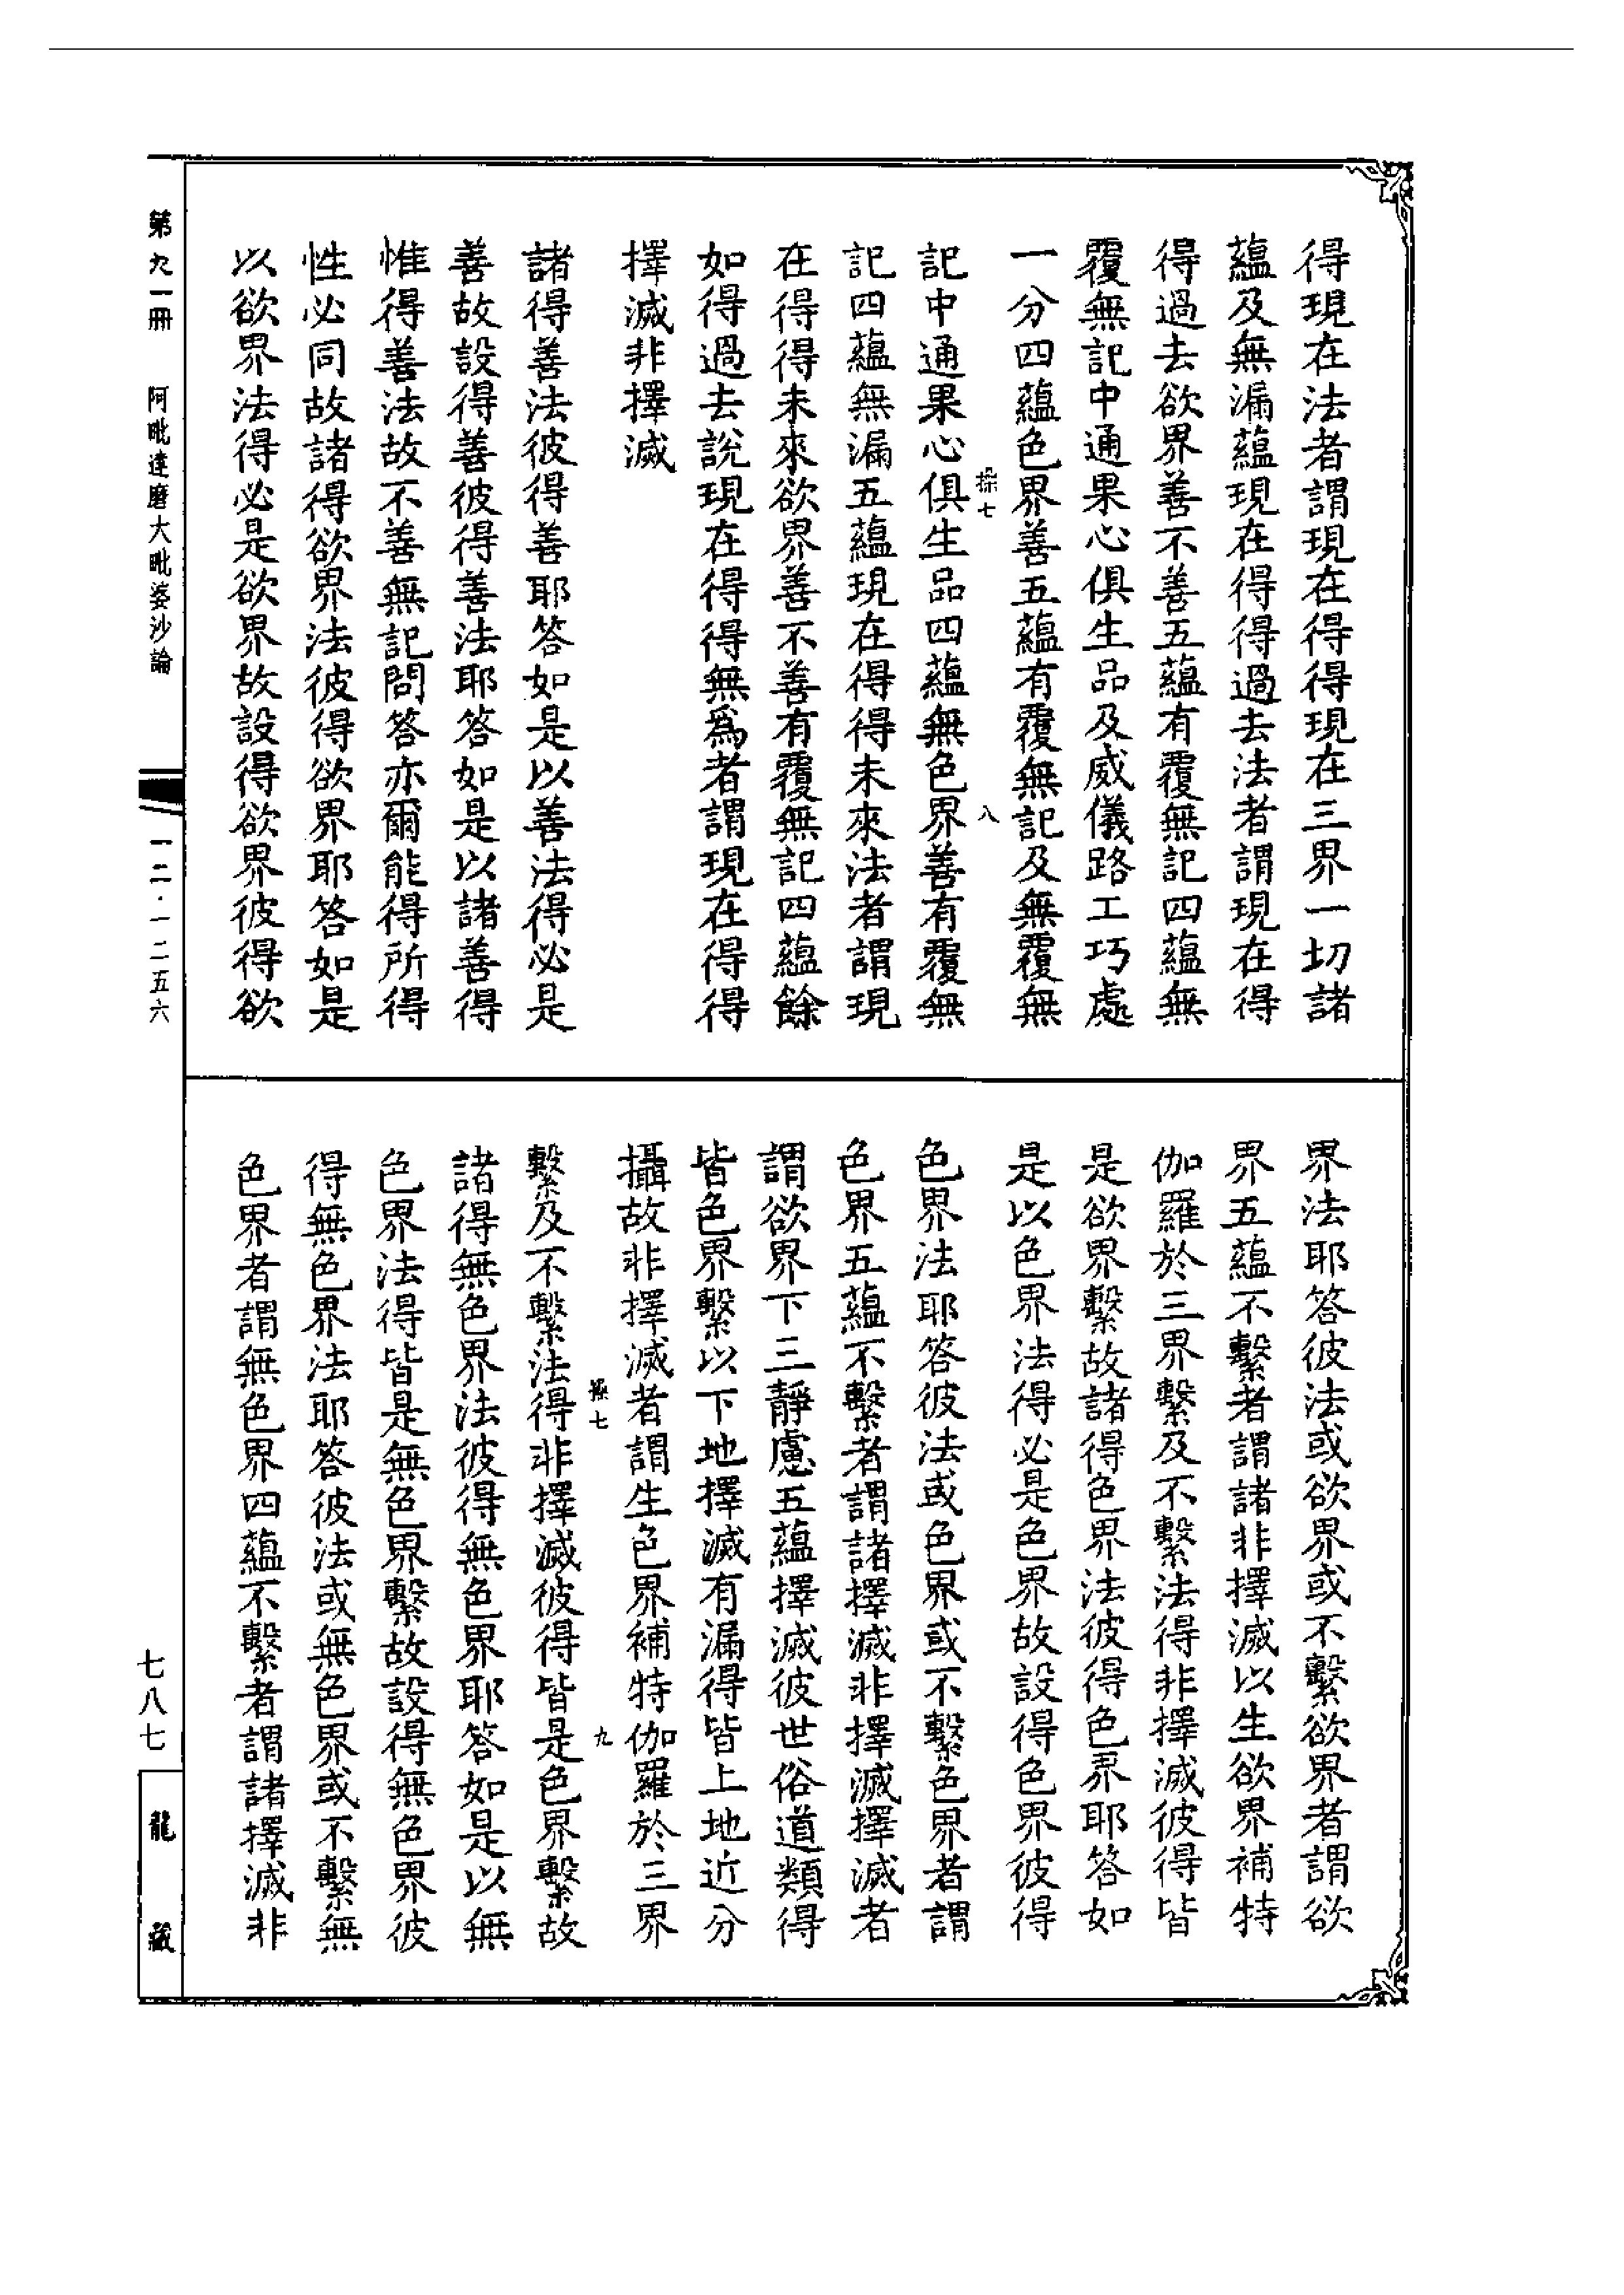 得現在法者謂現在得得現在三界一切諸
蘊及無漏蘊現在得得過去法者謂現在得
得過去欲界善不善五蘊有覆無記四蘊無
覆無記中通果心俱生品及威儀路工巧處
一分四蘊色界善五蘊有覆無記及無覆無
記中通果心俱生品四蘊無色界善有覆無
記四蘊無漏五蘊現在得得未來法者謂現
在得得未來欲界善不善有覆無記四蘊餘
如得過去說現在得得無爲者謂現在得得
擇滅非擇滅
諸得善法彼得善耶答如是以善法得必是
善故設得善彼得善法耶答如是以諸善得
惟得善法故不善無記問答亦爾能得所得
性必同故諸得欲界法彼得欲界耶答如是
以欲界法得必是欲界故設得欲界彼得欲
界法耶答彼法或欲界或不繫欲界者謂欲
界五蘊不繫者謂諸非擇滅以生欲界補特
伽羅於三界繫及不繫法得非擇滅彼得皆
是欲界繫故諸得色界法彼得色界耶答如
是以色界法得必是色界故設得色界彼得
色界法耶答彼法或色界或不繫色界者謂
色界五蘊不繫者謂諸擇滅非擇滅擇滅者
謂欲界下三靜慮五蘊擇滅彼世俗道類得
皆色界繫以下地擇滅有漏得皆上地近分
攝故非擇滅者謂生色界補特伽羅於三界
繫及不繫法得非擇滅彼得皆是色界繫故
諸得無色界法彼得無色界耶答如是以無
色界法得皆是無色界繫故設得無色界彼
得無色界法耶答彼法或無色界或不繫無
色界者謂無色界四蘊不繫者謂諸擇滅非
七
八
七
九
第九一冊 阿毗達磨大毗婆沙論
一二·一二五六
七八七
龍藏